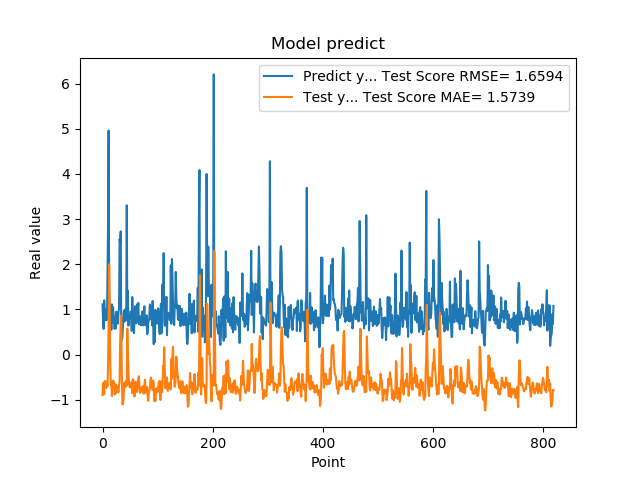 Model predict
Predict y... Test Score RMSE= 1.6594
Test y... Test Score MAE= 1.5739
Real value
6
5
4
3
2
1
0
−1
0 200 400 600 800
Point